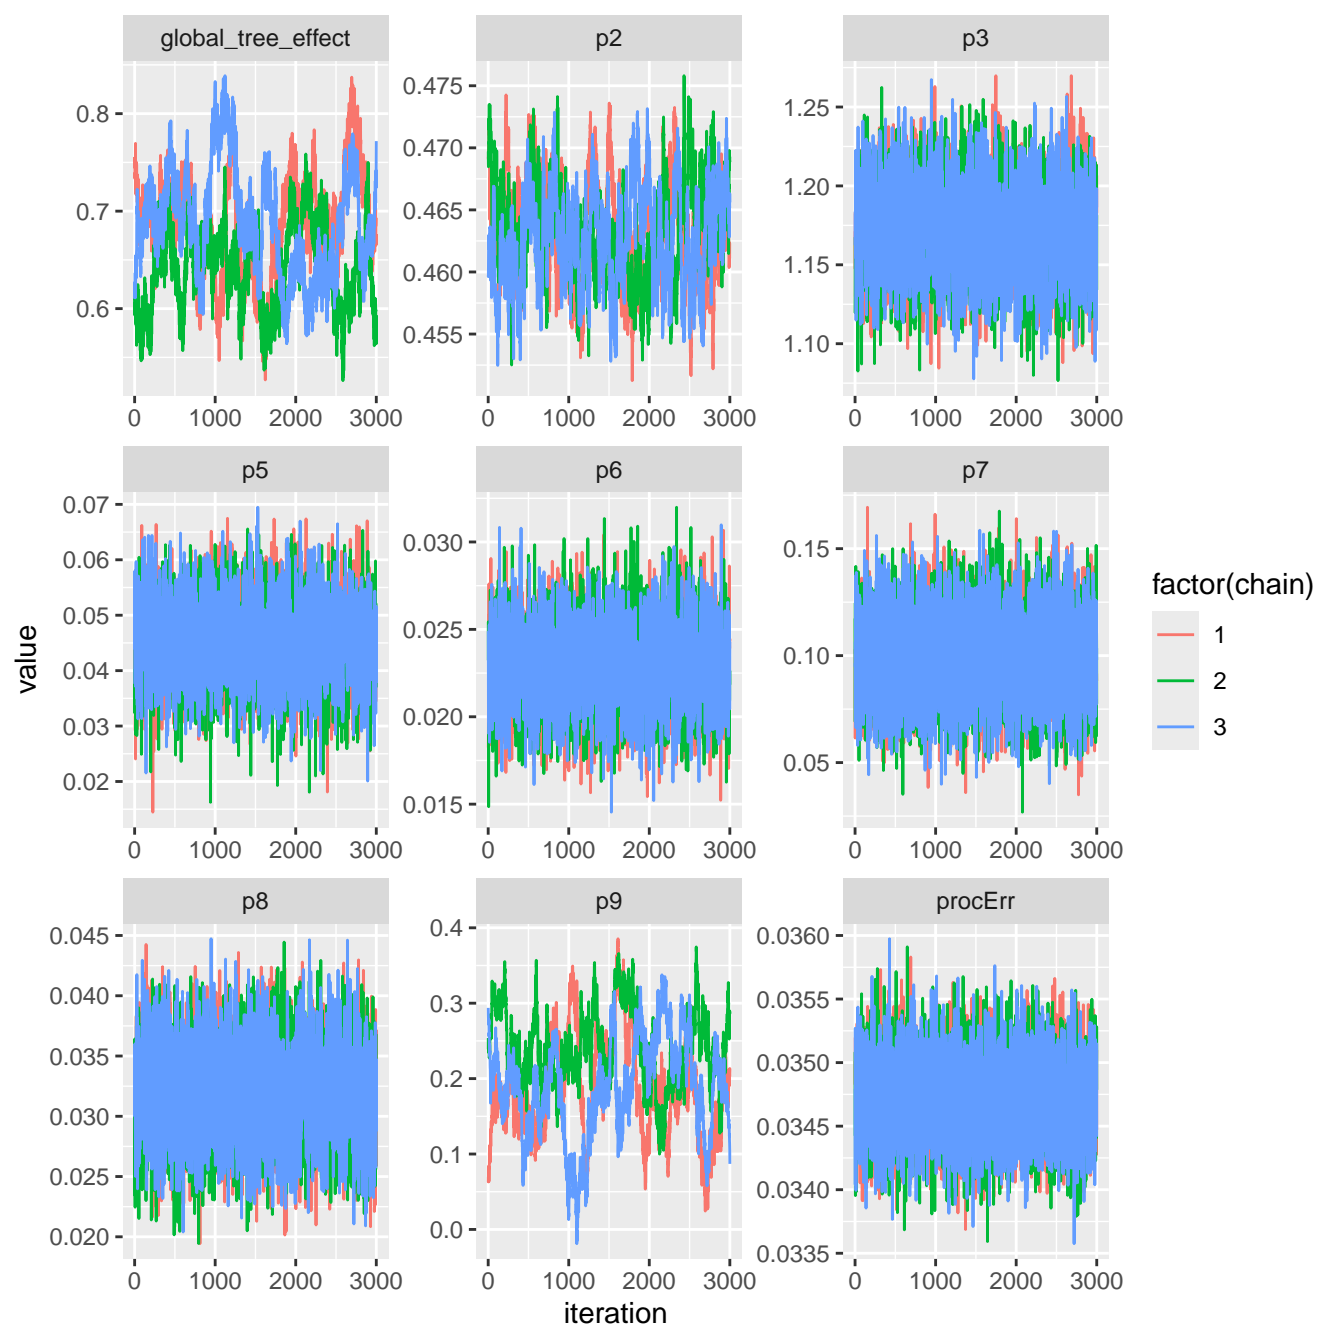 global_tree_effect
p2
p3
0.8
0.7
0.6
0.475
0.470
0.465
0.460
0.455
1.25
1.20
1.15
1.10
0 1000 2000 3000
0 1000 2000 3000
0 1000 2000 3000
p5
p6
p7
0.07
0.06
0.05
0.04
0.03
0.02
0.030
0.025
0.020
0.015
0.15
0.10
0.05
0 1000 2000 3000
0 1000 2000 3000
0 1000 2000 3000
p8
p9
procErr
0.045
0.040
0.035
0.030
0.025
0.020
0.4
0.3
0.2
0.1
0.0
0.0360
0.0355
0.0350
0.0345
0.0340
0.0335
0 1000 2000 3000
0 1000 2000 3000
0 1000 2000 3000
value
iteration
factor(chain)
1
2
3